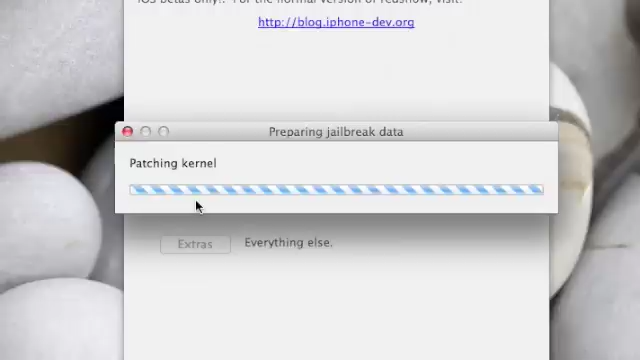 iOS betas only!. For the normal version of redsn0w, visit:
http://blog.iphone-dev.org
Preparing jailbreak data
Patching kernel
Extras
Everything else.